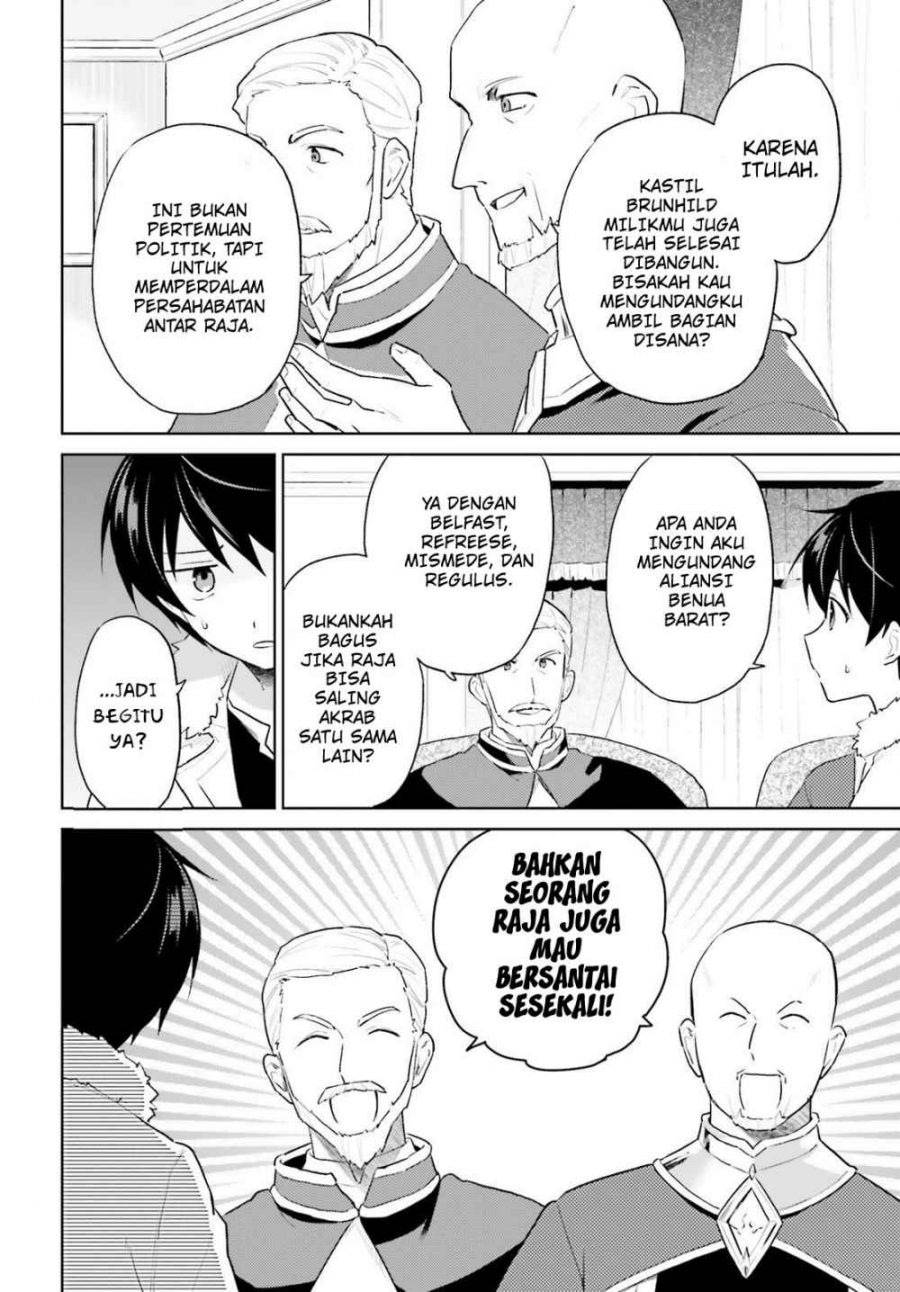 KARENA
ITULAH.
KASTIL
BRUNHILD
MILIKMU JUGA
TELAH SELESAI
DIBANGUN.
BISAKAH KAU
MENGUNDANGKU
AMBIL BAGIAN
DISANA?
INI BUKAN
PERTEMUAN
POLITIK, TAPI
UNTUK
MEMPERDALAM
PERSAHABATAN
ANTAR RAJA.
APA ANDA
INGIN AKU
MENGUNDANG
ALIANSI
BENUA
BARAT?
YA DENGAN
BELFAST,
REFREESE,
MISMEDE, DAN
REGULUS.
BUKANKAH
BAGUS
JIKA RAJA
BISA
SALING
AKRAB
SATU SAMA
LAIN?
...JADI
BEGITU
YA?
BAHKAN
SEORANG
RAJA JUGA
MAU
BERSANTAI
SESEKALI!